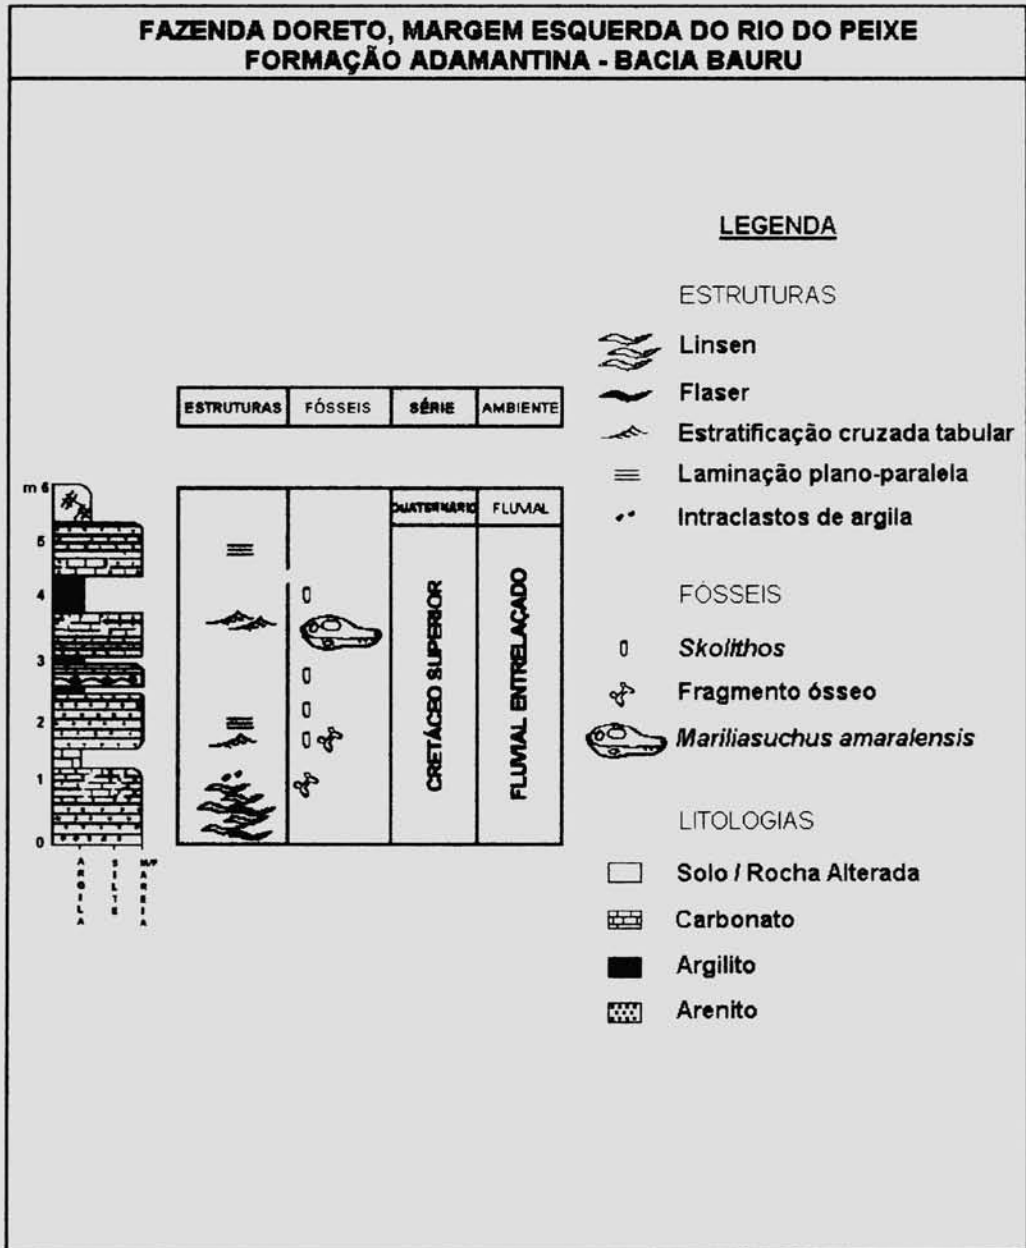 FAZENDA DORETO, MARGEM ESQUERDA DO RIO DO PEIXE
FORMAÇÃO ADAMANTINA - BACIA BAURU
LEGENDA
ESTRUTURAS
Linsen
Flaser
Estratificação cruzada tabular
Laminação plano-paralela
Intraclastos de argila
FÓSSEIS
Skolithos
Fragmento ósseo
Mariliasuchus amaralensis
LITOLOGIAS
Solo / Rocha Alterada
Carbonato
Argilito
Arenito
ESTRUTURAS FÓSSEIS SÉRIE AMBIENTE
QUATERNÁRIO FLUVIAL
CRETÁCEO SUPERIOR
FLUVIAL ENTRELAÇADO
m 6
5
4
3
2
1
0
ARGILA
SILTE
M/F
AREIA